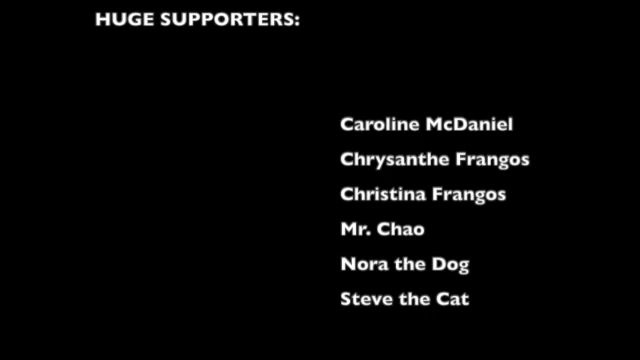 HUGE SUPPORTERS:
Caroline McDaniel
Chrysanthe Frangos
Christina Frangos
Mr. Chao
Nora the Dog
Steve the Cat